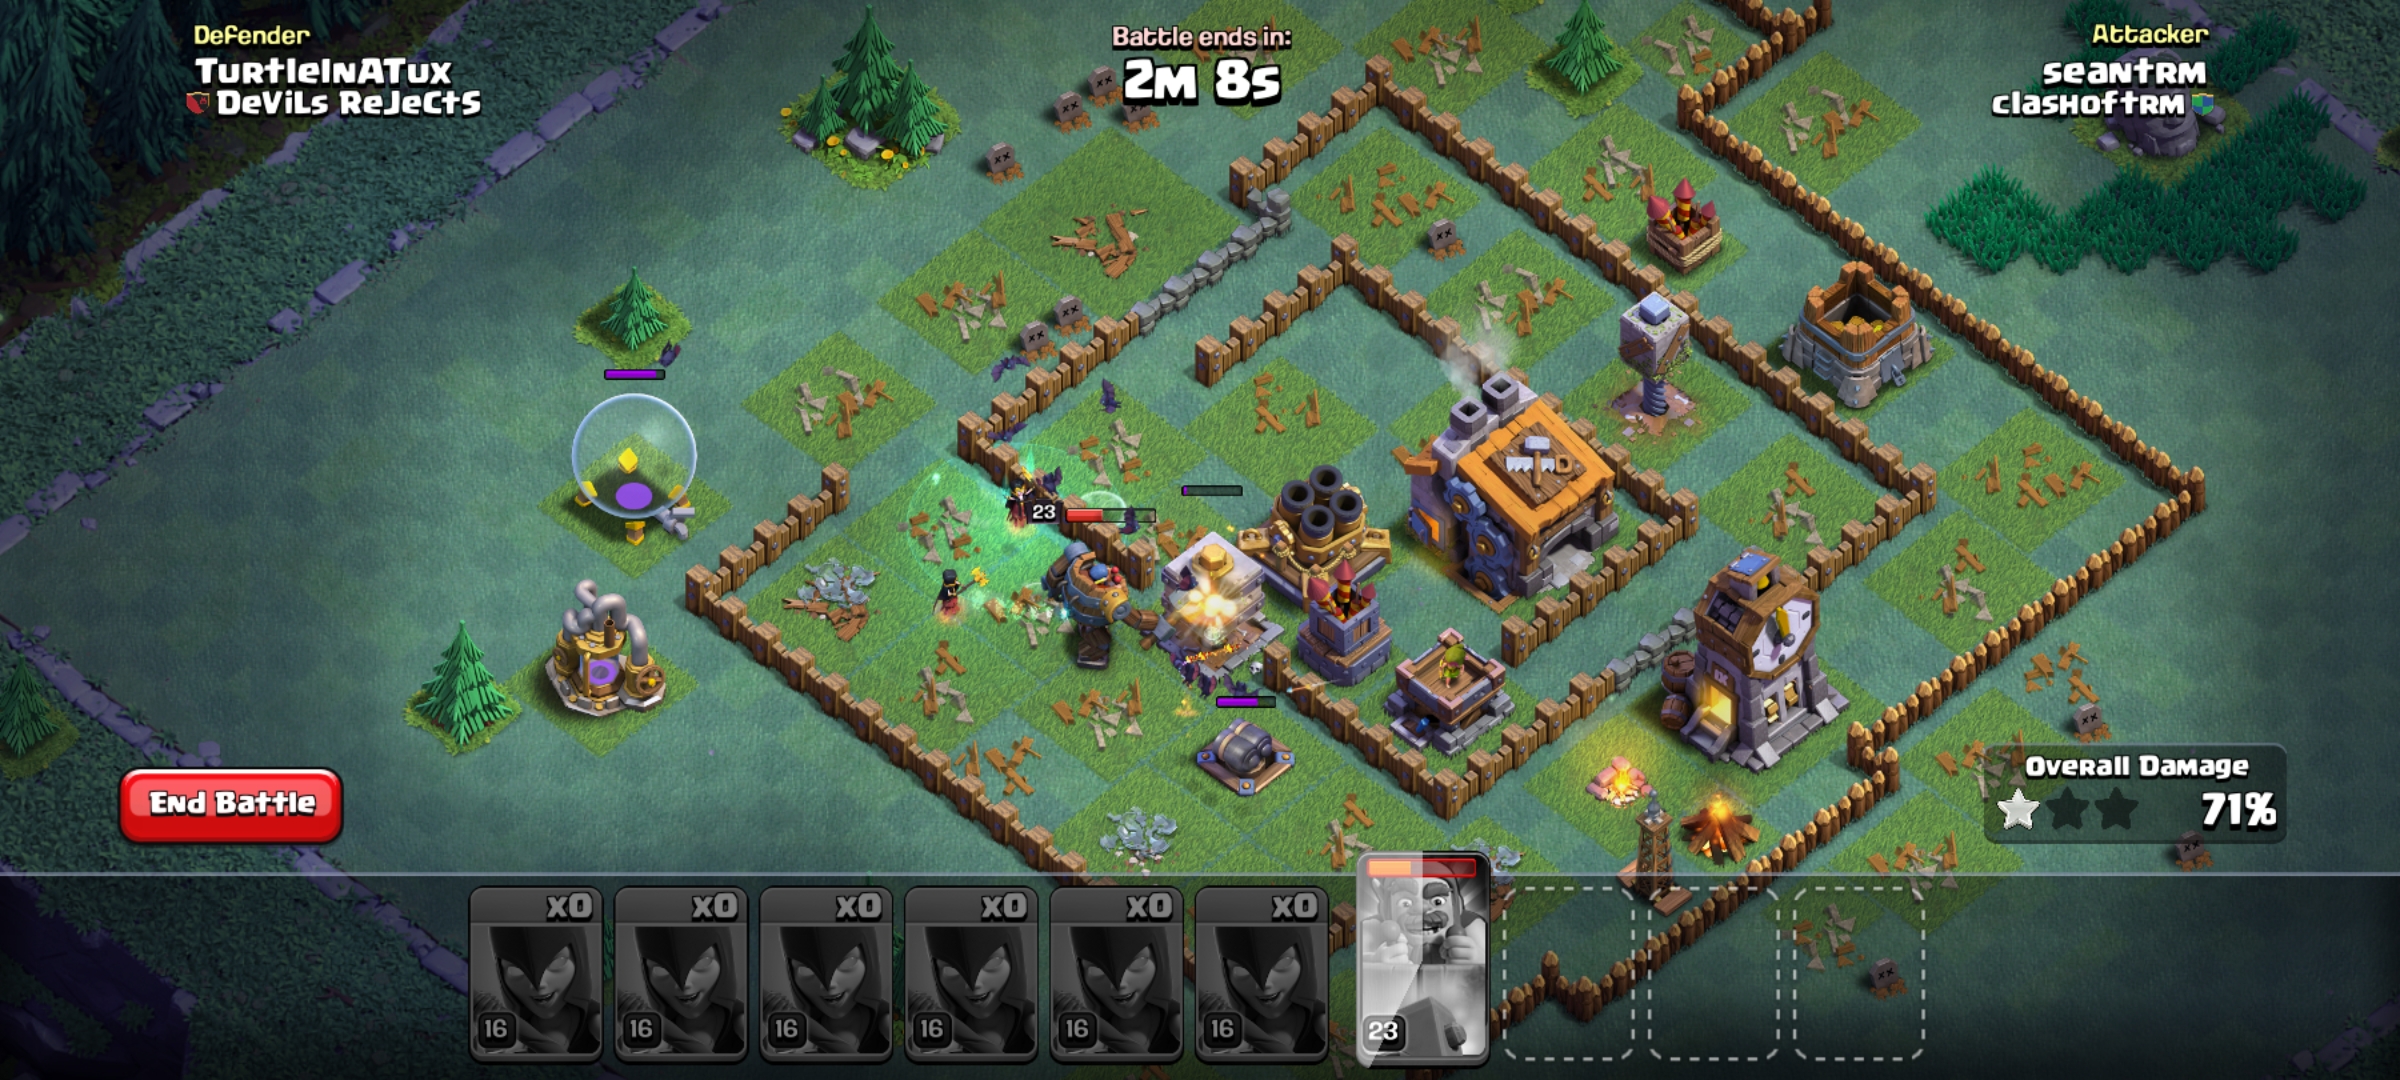 Defender
TurtleInATux
Devils Rejects
Battle ends in:
2M 8S
Attacker
seantrm
clashoftrm
23
End Battle
Overall Damage
71%
x0
x0
x0
x0
x0
x0
16
16
16
16
16
16
23